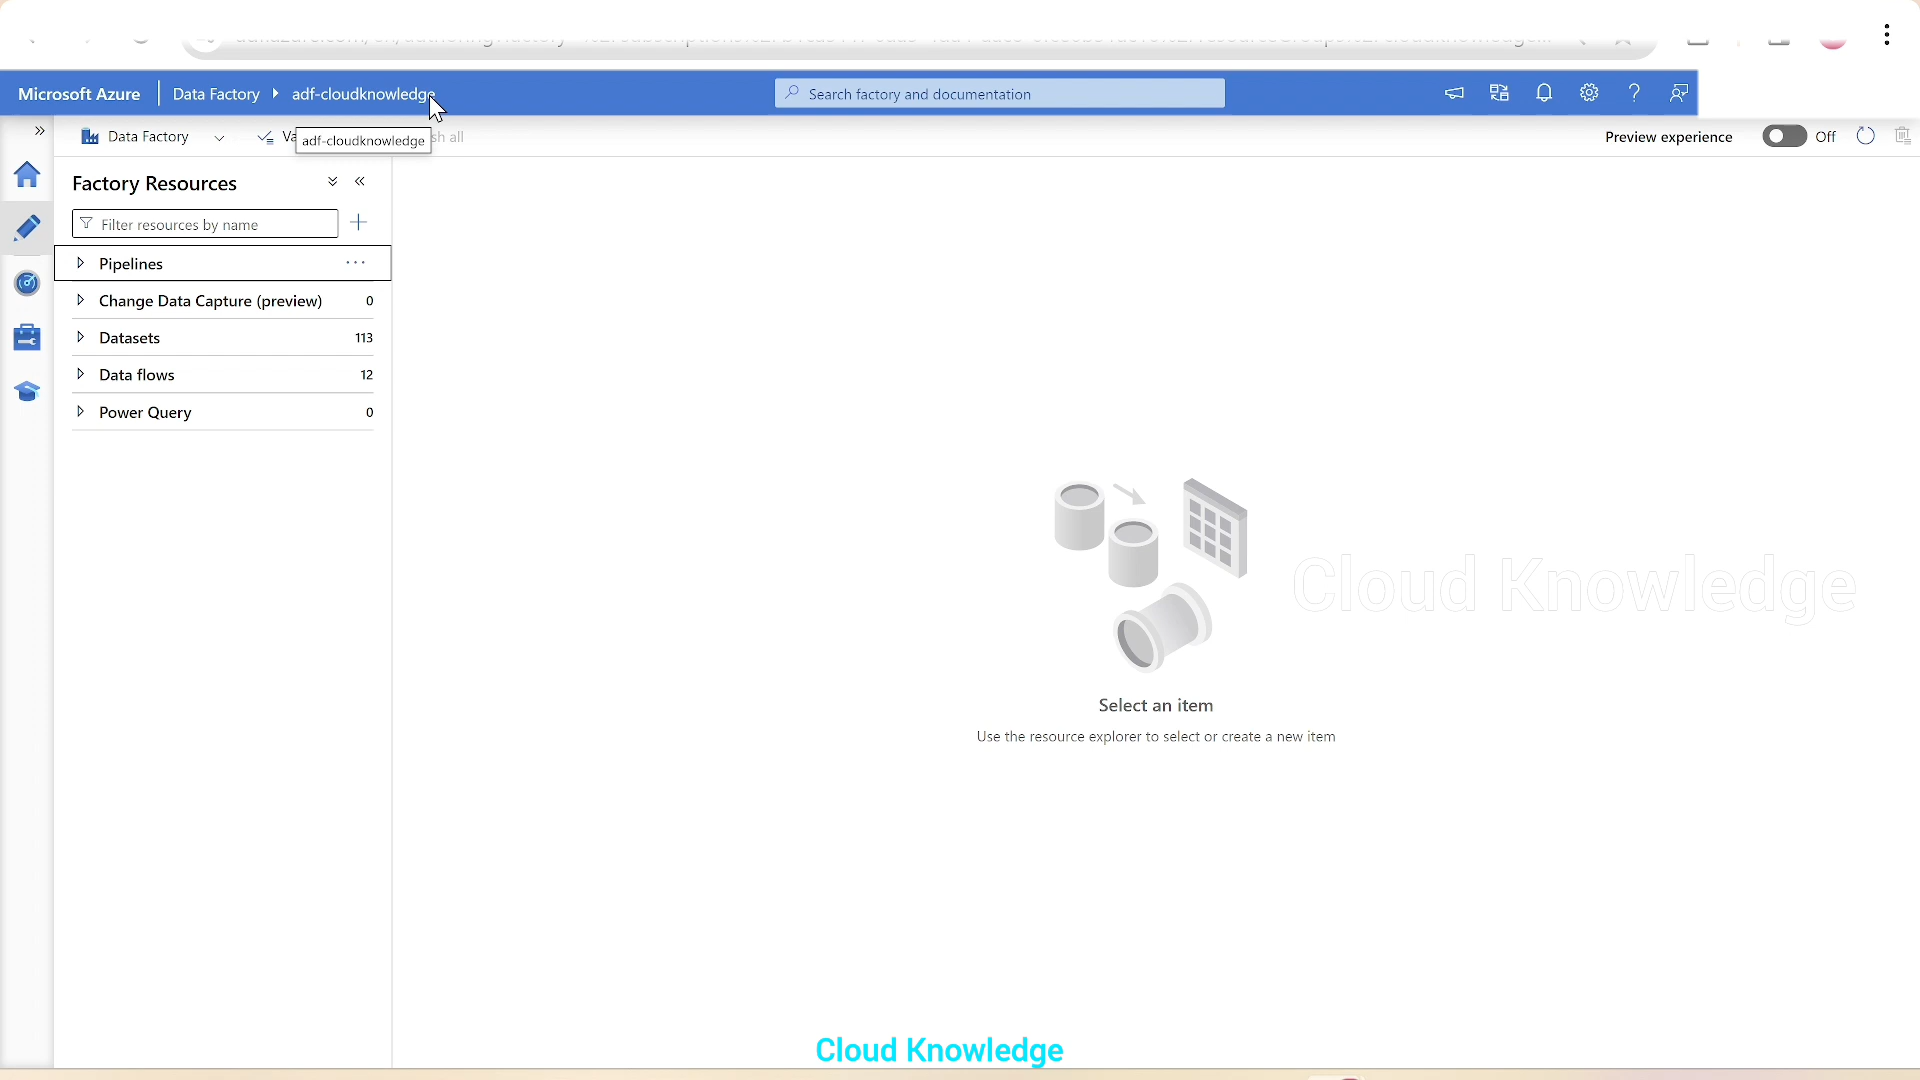 Microsoft Azure Data Factory adf-cloudknowledge
Search factory and documentation
Data Factory
adf-cloudknowledge
all
Preview experience Off
Factory Resources
Filter resources by name
Pipelines
Change Data Capture (preview) 0
Datasets 113
Data flows 12
Power Query 0
Cloud Knowledge
Select an item
Use the resource explorer to select or create a new item
Cloud Knowledge